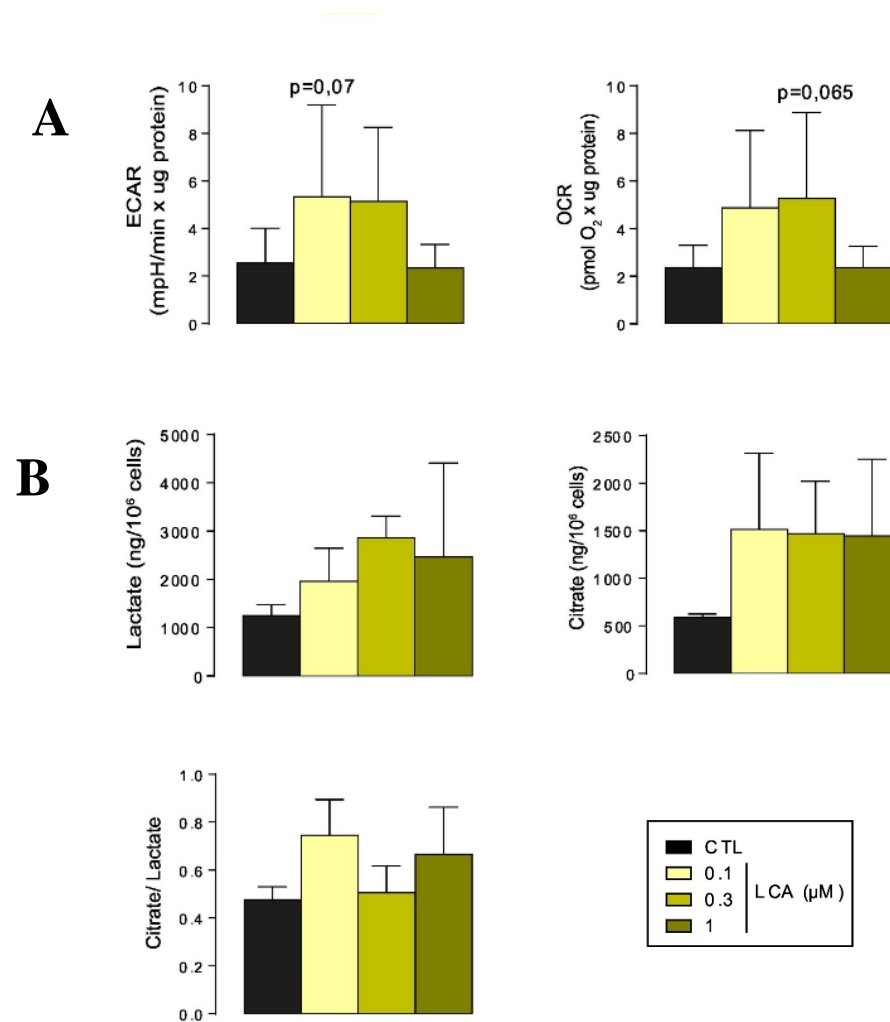 A
ECAR
(mpH/min x ug protein)
10
8
6
4
2
0
p=0,07
OCR
(pmol O₂ x ug protein)
10
8
6
4
2
0
p=0,065
B
Lactate (ng/10⁶ cells)
5000
4000
3000
2000
1000
0
Citrate (ng/10⁶ cells)
2500
2000
1500
1000
500
0
Citrate/ Lactate
1.0
0.8
0.6
0.4
0.2
0.0
CTL
0.1
0.3
1
LCA (µM)